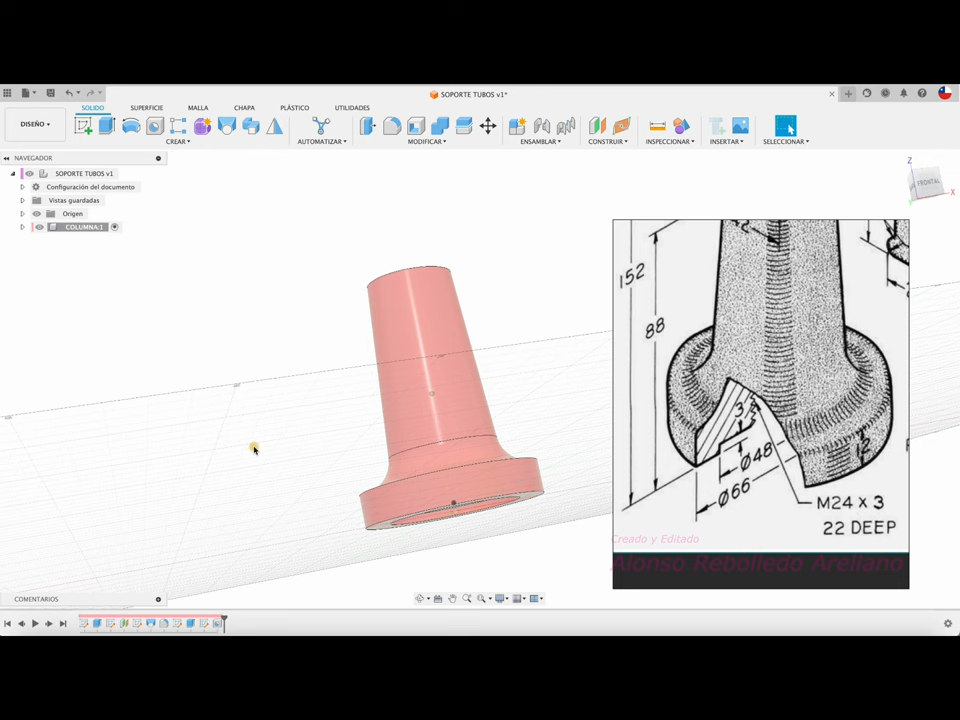 SOPORTE TUBOS v1*
DISEÑO
SOLIDO SUPERFICIE MALLA CHAPA PLÁSTICO UTILIDADES
CREAR AUTOMATIZAR MODIFICAR ENSAMBLAR CONSTRUIR INSPECCIONAR INSERTAR SELECCIONAR
NAVEGADOR
SOPORTE TUBOS v1
Configuración del documento
Vistas guardadas
Origen
COLUMNA:1
Z
FRONTAL
X
Y
152
88
3
Ø48
Ø66
M24 x 3
22 DEEP
Creado y Editado
Alonso Rebolledo Arellano
COMENTARIOS